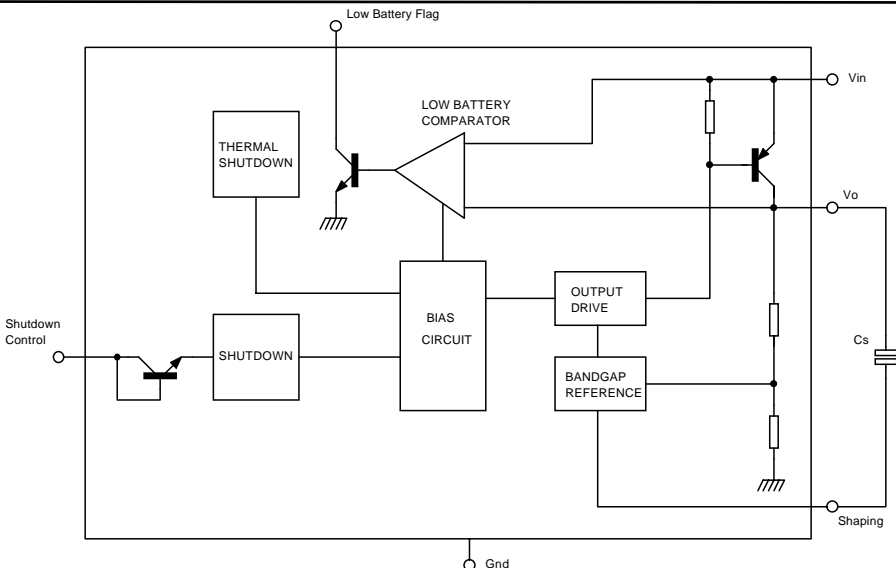 Low Battery Flag
Vin
LOW BATTERY
COMPARATOR
THERMAL
SHUTDOWN
Vo
OUTPUT
DRIVE
BIAS
CIRCUIT
Shutdown
Control
SHUTDOWN
Cs
BANDGAP
REFERENCE
Shaping
Gnd